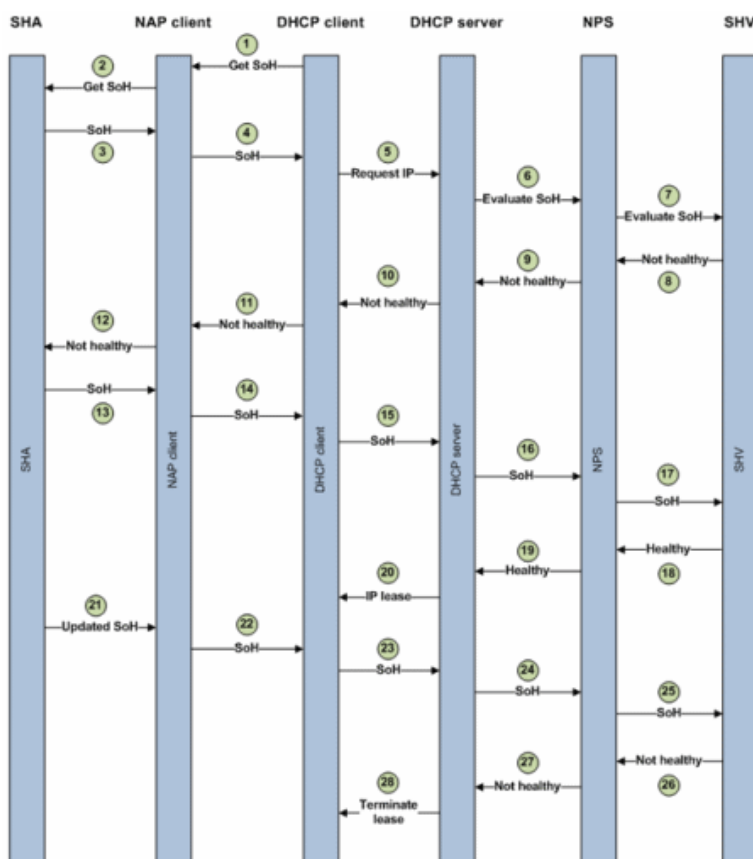 SHA NAP client DHCP client DHCP server NPS SHV
1
Get SoH
2
Get SoH
SoH
3
4
SoH
5
Request IP
6
Evaluate SoH
7
Evaluate SoH
Not healthy
8
9
Not healthy
10
Not healthy
11
Not healthy
12
Not healthy
SoH
13
14
SoH
15
SoH
16
SoH
17
SoH
Healthy
18
19
Healthy
20
IP lease
21
Updated SoH
22
SoH
23
SoH
24
SoH
25
SoH
Not healthy
26
27
Not healthy
28
Terminate
lease
SHA
NAP client
DHCP client
DHCP server
NPS
SHV